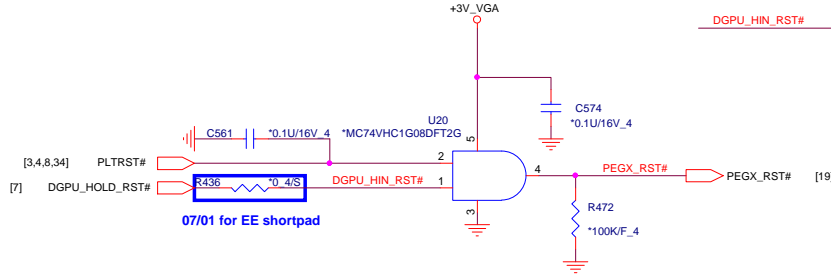 +3V_VGA
DGPU_HIN_RST#
C574
*0.1U/16V_4
U20
C561 *0.1U/16V_4 *MC74VHC1G08DFT2G
5
[3,4,8,34] PLTRST# 2
4 PEGX_RST# PEGX_RST# [19
[7] DGPU_HOLD_RST# R436 *0_4/S DGPU_HIN_RST# 1
3
R472
07/01 for EE shortpad
*100K/F_4